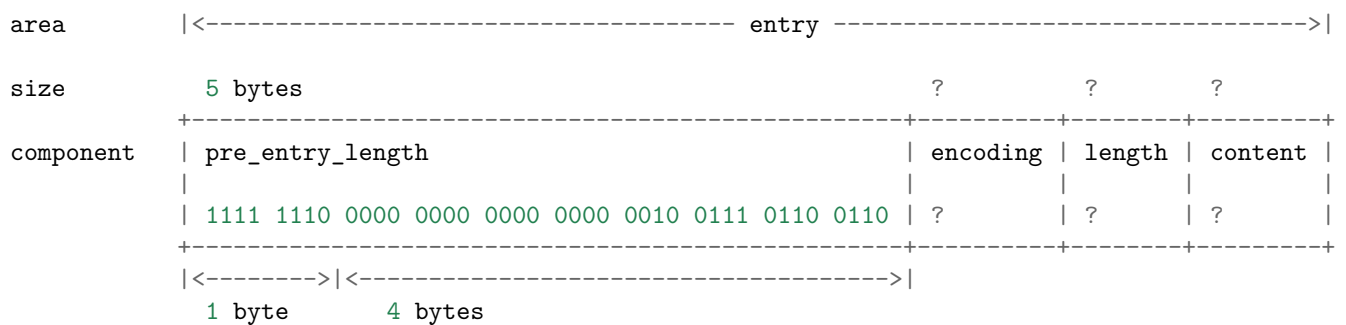 area |<-------------------------------------- entry ---------------------------------->|
size 5 bytes ? ? ?
+---------------------------------------------------+----------+--------+---------+
component | pre_entry_length | encoding | length | content |
| | | | |
| 1111 1110 0000 0000 0000 0000 0010 0111 0110 0110 | ? | ? | ? |
+---------------------------------------------------+----------+--------+---------+
|<-------->|<-------------------------------------->|
1 byte 4 bytes